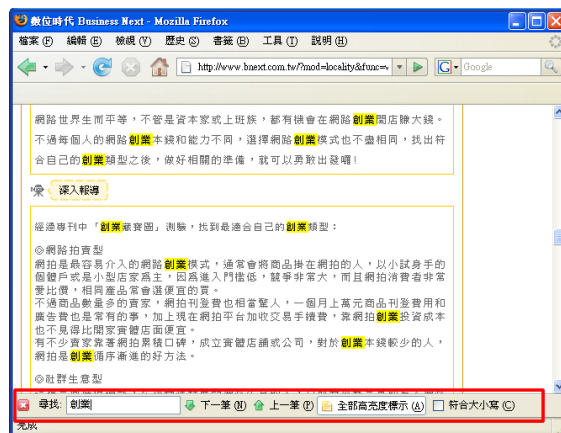 數位時代 Business Next - Mozilla Firefox
檔案 (F) 編輯 (E) 檢視 (V) 歷史 (S) 書籤 (B) 工具 (T) 說明 (H)
http://www.bnext.com.tw/?mod=locality&func=v
Google
網路世界生而平等，不管是資本家或上班族，都有機會在網路創業開店賺大錢。
不過每個人的網路創業本錢和能力不同，選擇網路創業模式也不盡相同，找出符
合自己的創業類型之後，做好相關的準備，就可以勇敢出發囉!
深入報導
經過專刊中「創業藏寶圖」測驗，找到最適合自己的創業類型：
◎網路拍賣型
網拍是最容易介入的網路創業模式，通常會將商品掛在網拍的人，以小試身手的
個體戶或是小型店家為主，因為進入門檻低，競爭非常大，而且網拍消費者非常
愛比價，相同產品常會選便宜的買。
不過商品數量多的賣家，網拍刊登費也相當驚人，一個月上萬元商品刊登費用和
廣告費也是常有的事，加上現在網拍平台加收交易手續費，靠網拍創業投資成本
也不見得比開家實體店面便宜。
有不少賣家靠著網拍累積口碑，成立實體店舖或公司，對於創業本錢較少的人，
網拍是創業循序漸進的好方法。
◎社群生意型
尋找: 創業 下一筆 (N) 上一筆 (P) 全部高亮度標示 (A) 符合大小寫 (C)
完成